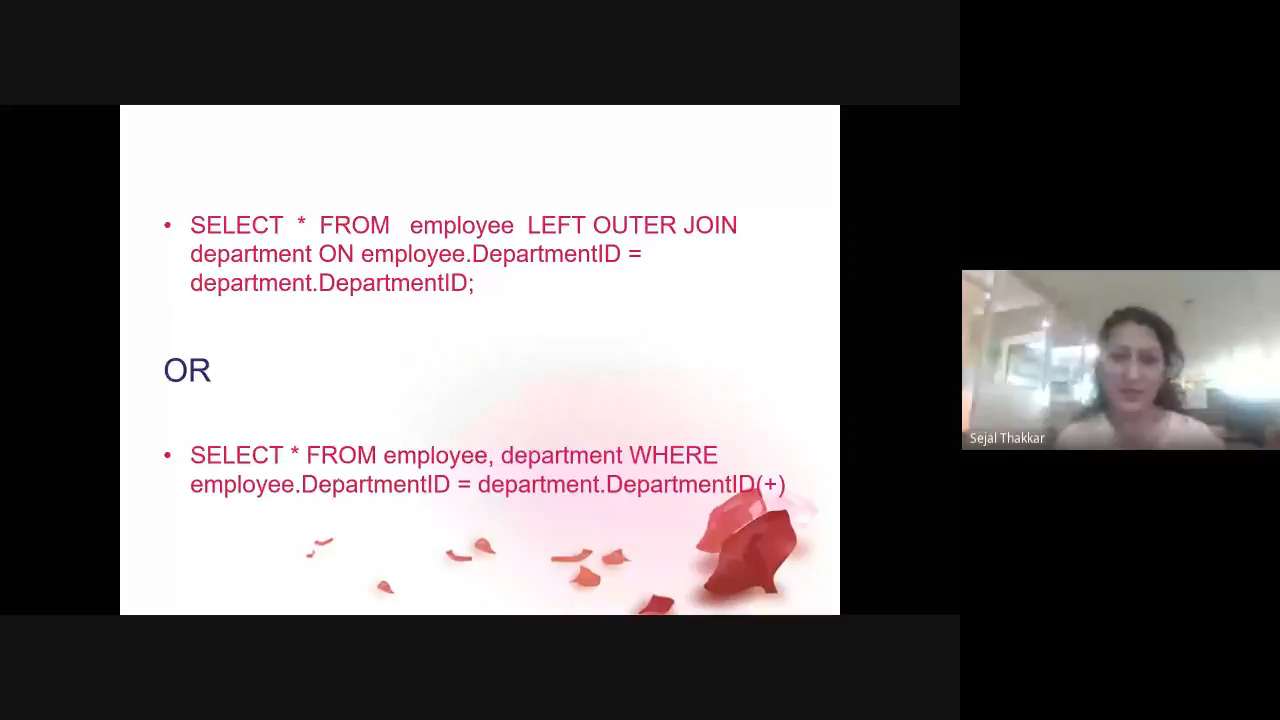 • SELECT * FROM employee LEFT OUTER JOIN
department ON employee.DepartmentID =
department.DepartmentID;
OR
• SELECT * FROM employee, department WHERE
employee.DepartmentID = department.DepartmentID(+)
Sejal Thakkar